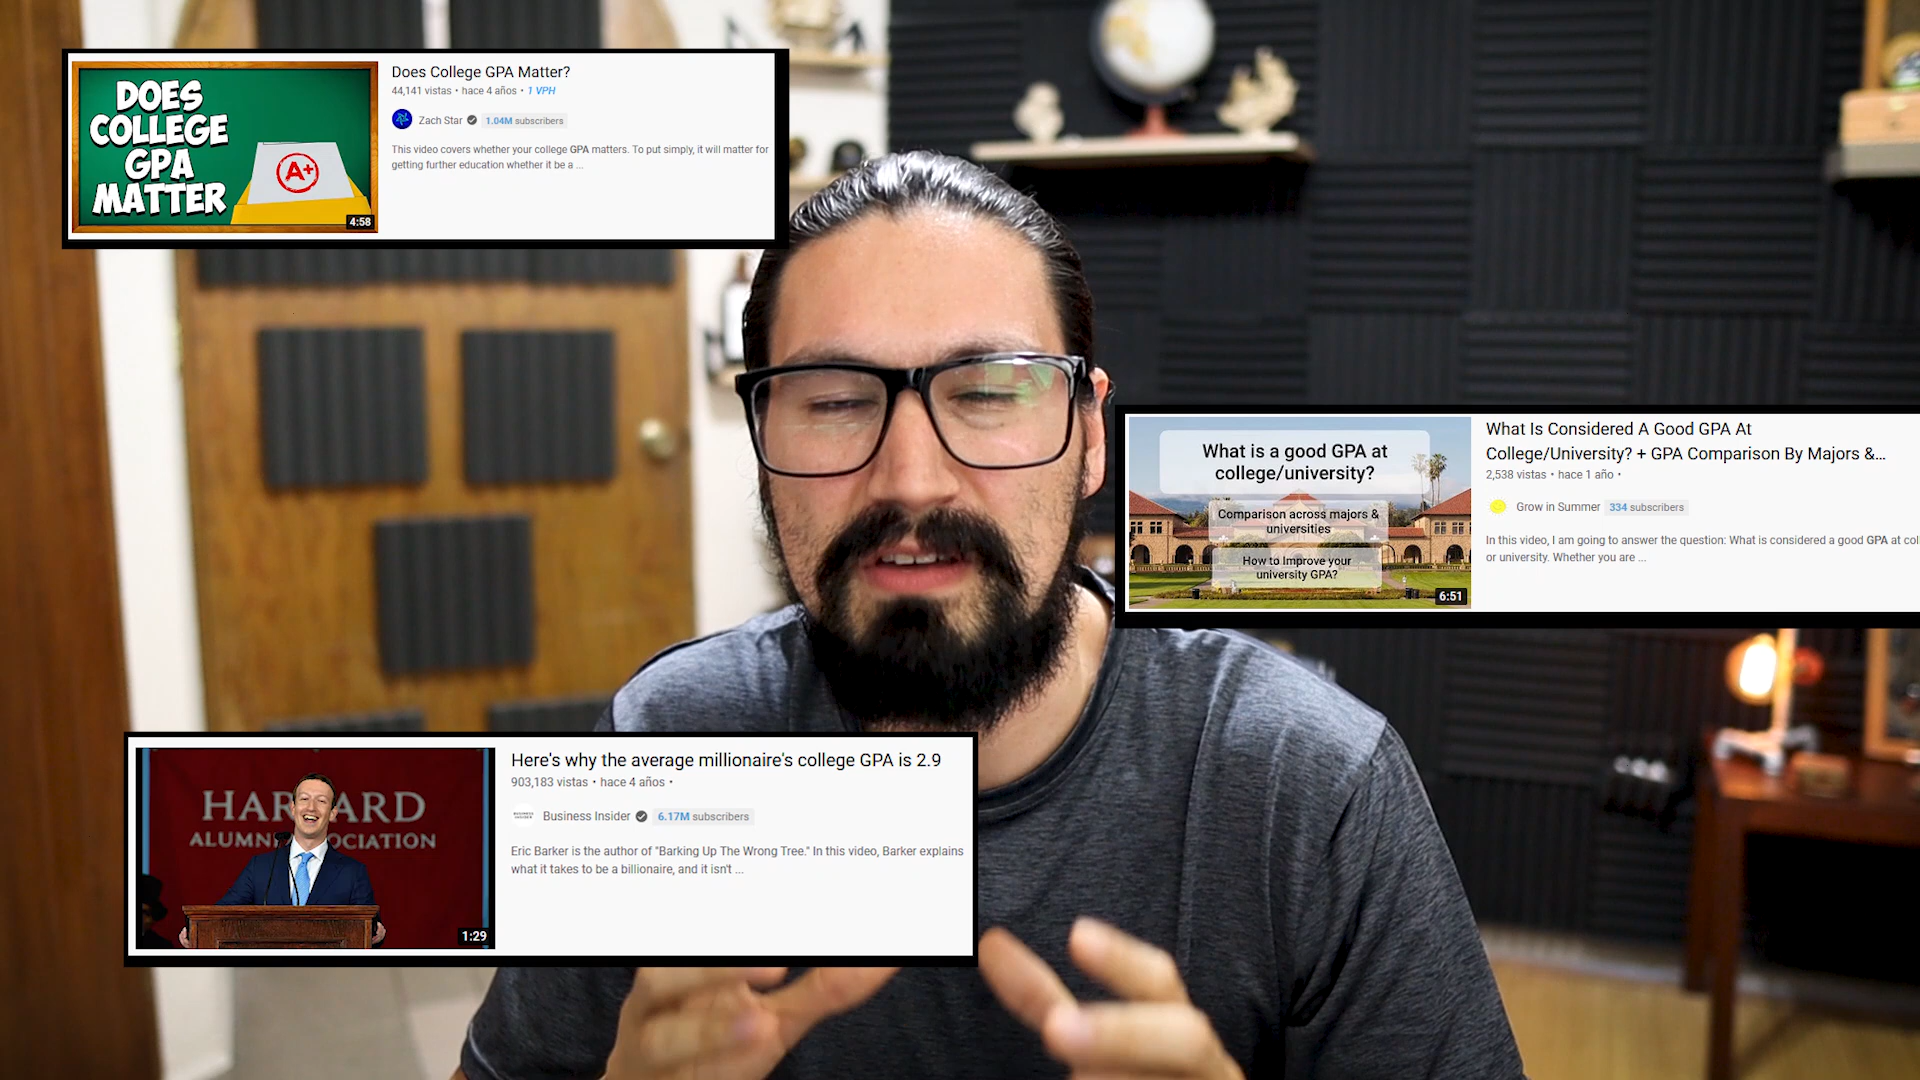 DOES
COLLEGE
GPA
MATTER
A+
4:58
Does College GPA Matter?
44,141 vistas • hace 4 años • 1 VPH
Zach Star 1.04M subscribers
This video covers whether your college GPA matters. To put simply, it will matter for
getting further education whether it be a ...
What is a good GPA at
college/university?
Comparison across majors &
universities
How to Improve your
university GPA?
6:51
What Is Considered A Good GPA At
College/University? + GPA Comparison By Majors &...
2,538 vistas • hace 1 año •
Grow in Summer 334 subscribers
In this video, I am going to answer the question: What is considered a good GPA at col
or university. Whether you are ...
HARVARD
ALUMNI ASSOCIATION
1:29
Here's why the average millionaire's college GPA is 2.9
903,183 vistas • hace 4 años •
BUSINESS
INSIDER
Business Insider 6.17M subscribers
Eric Barker is the author of "Barking Up The Wrong Tree." In this video, Barker explains
what it takes to be a billionaire, and it isn't ...